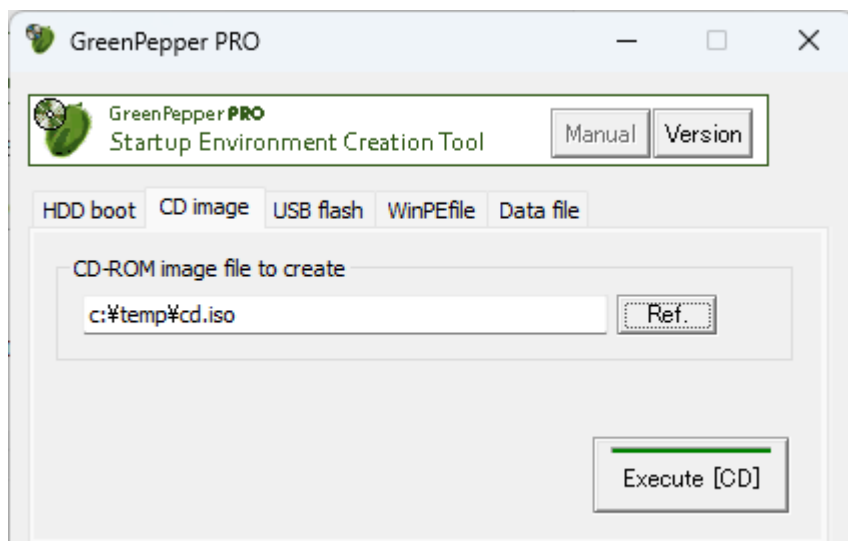 GreenPepper PRO
GreenPepper PRO
Startup Environment Creation Tool
Manual Version
HDD boot CD image USB flash WinPEfile Data file
CD-ROM image file to create
c:¥temp¥cd.iso Ref.
Execute [CD]